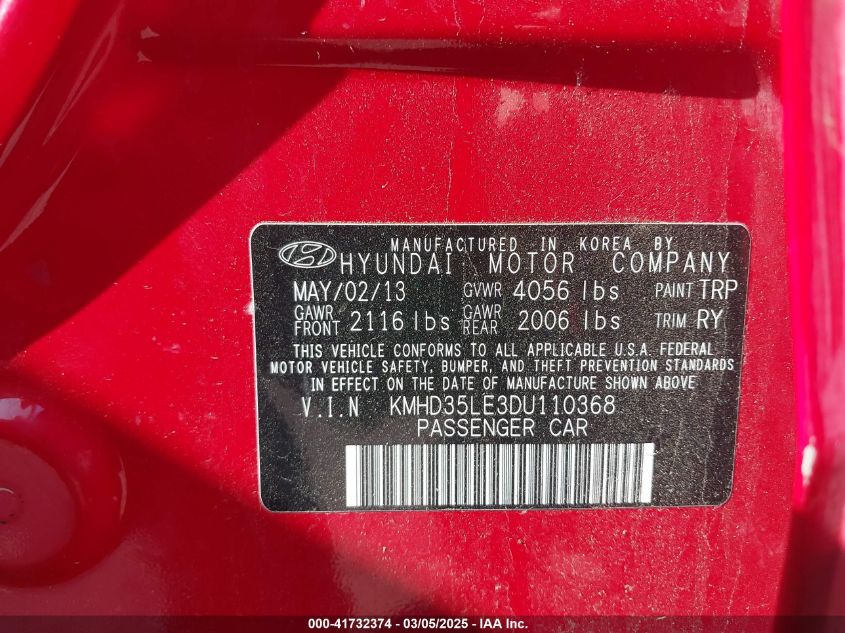 MANUFACTURED IN KOREA BY
HYUNDAI MOTOR COMPANY
MAY/02/13 GVWR 4056 lbs PAINT TRP
GAWR FRONT 2116 lbs GAWR REAR 2006 lbs TRIM RY
THIS VEHICLE CONFORMS TO ALL APPLICABLE U.S.A. FEDERAL
MOTOR VEHICLE SAFETY, BUMPER, AND THEFT PREVENTION STANDARDS
IN EFFECT ON THE DATE OF MANUFACTURE SHOWN ABOVE
V.I.N KMHD35LE3DU110368
PASSENGER CAR
000-41732374 - 03/05/2025 - IAA Inc.